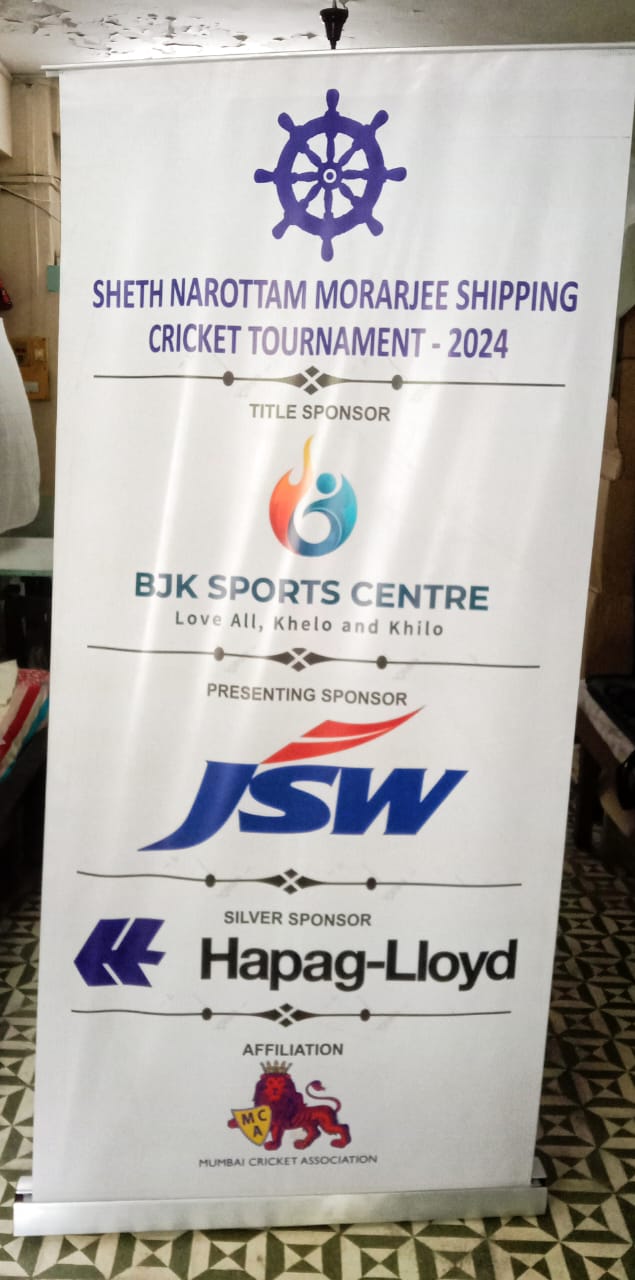 SHETH NAROTTAM MORARJEE SHIPPING
CRICKET TOURNAMENT - 2024
TITLE SPONSOR
BJK SPORTS CENTRE
Love All, Khelo and Khilo
PRESENTING SPONSOR
JSW
SILVER SPONSOR
Hapag-Lloyd
AFFILIATION
MCA
MUMBAI CRICKET ASSOCIATION